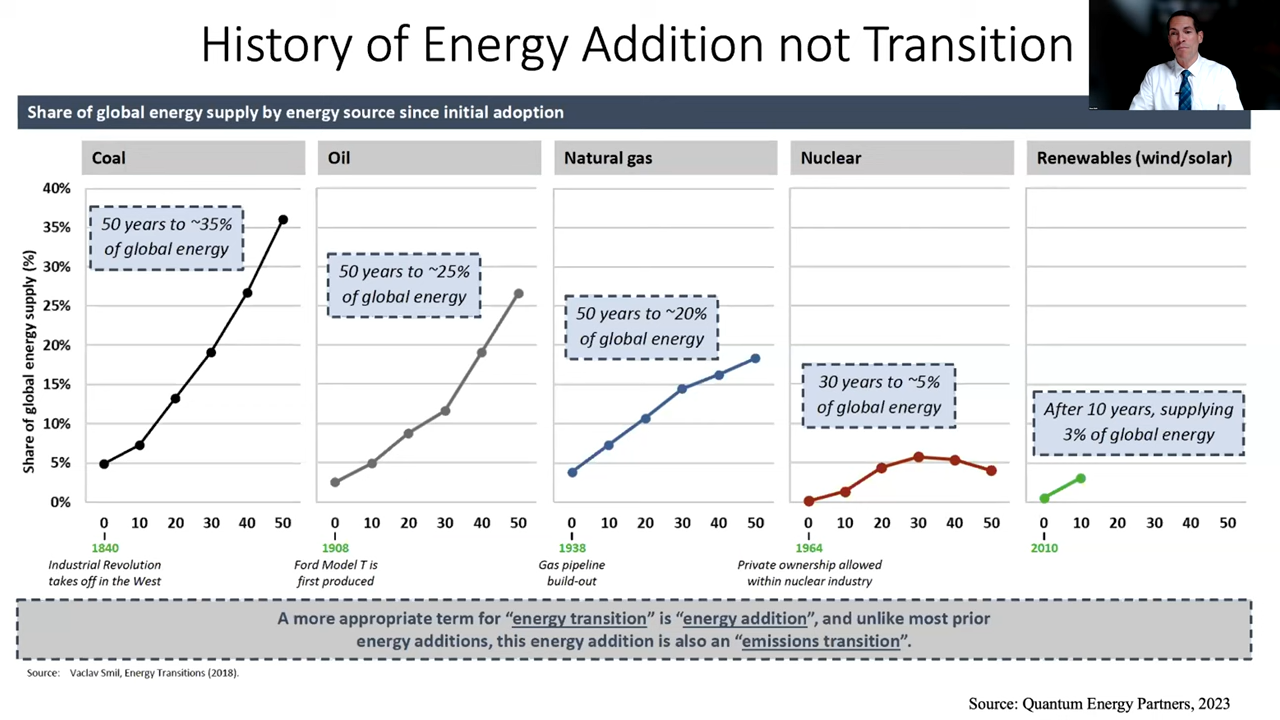 History of Energy Addition not Transition
Share of global energy supply by energy source since initial adoption
Coal
Oil
Natural gas
Nuclear
Renewables (wind/solar)
Share of global energy supply (%)
40%
35%
30%
25%
20%
15%
10%
5%
0%
50 years to ~35%
of global energy
50 years to ~25%
of global energy
50 years to ~20%
of global energy
30 years to ~5%
of global energy
After 10 years, supplying
3% of global energy
0 10 20 30 40 50
0 10 20 30 40 50
0 10 20 30 40 50
0 10 20 30 40 50
0 10 20 30 40 50
1840
Industrial Revolution
takes off in the West
1908
Ford Model T is
first produced
1938
Gas pipeline
build-out
1964
Private ownership allowed
within nuclear industry
2010
A more appropriate term for “energy transition” is “energy addition”, and unlike most prior
energy additions, this energy addition is also an “emissions transition”.
Source: Vaclav Smil, Energy Transitions (2018).
Source: Quantum Energy Partners, 2023